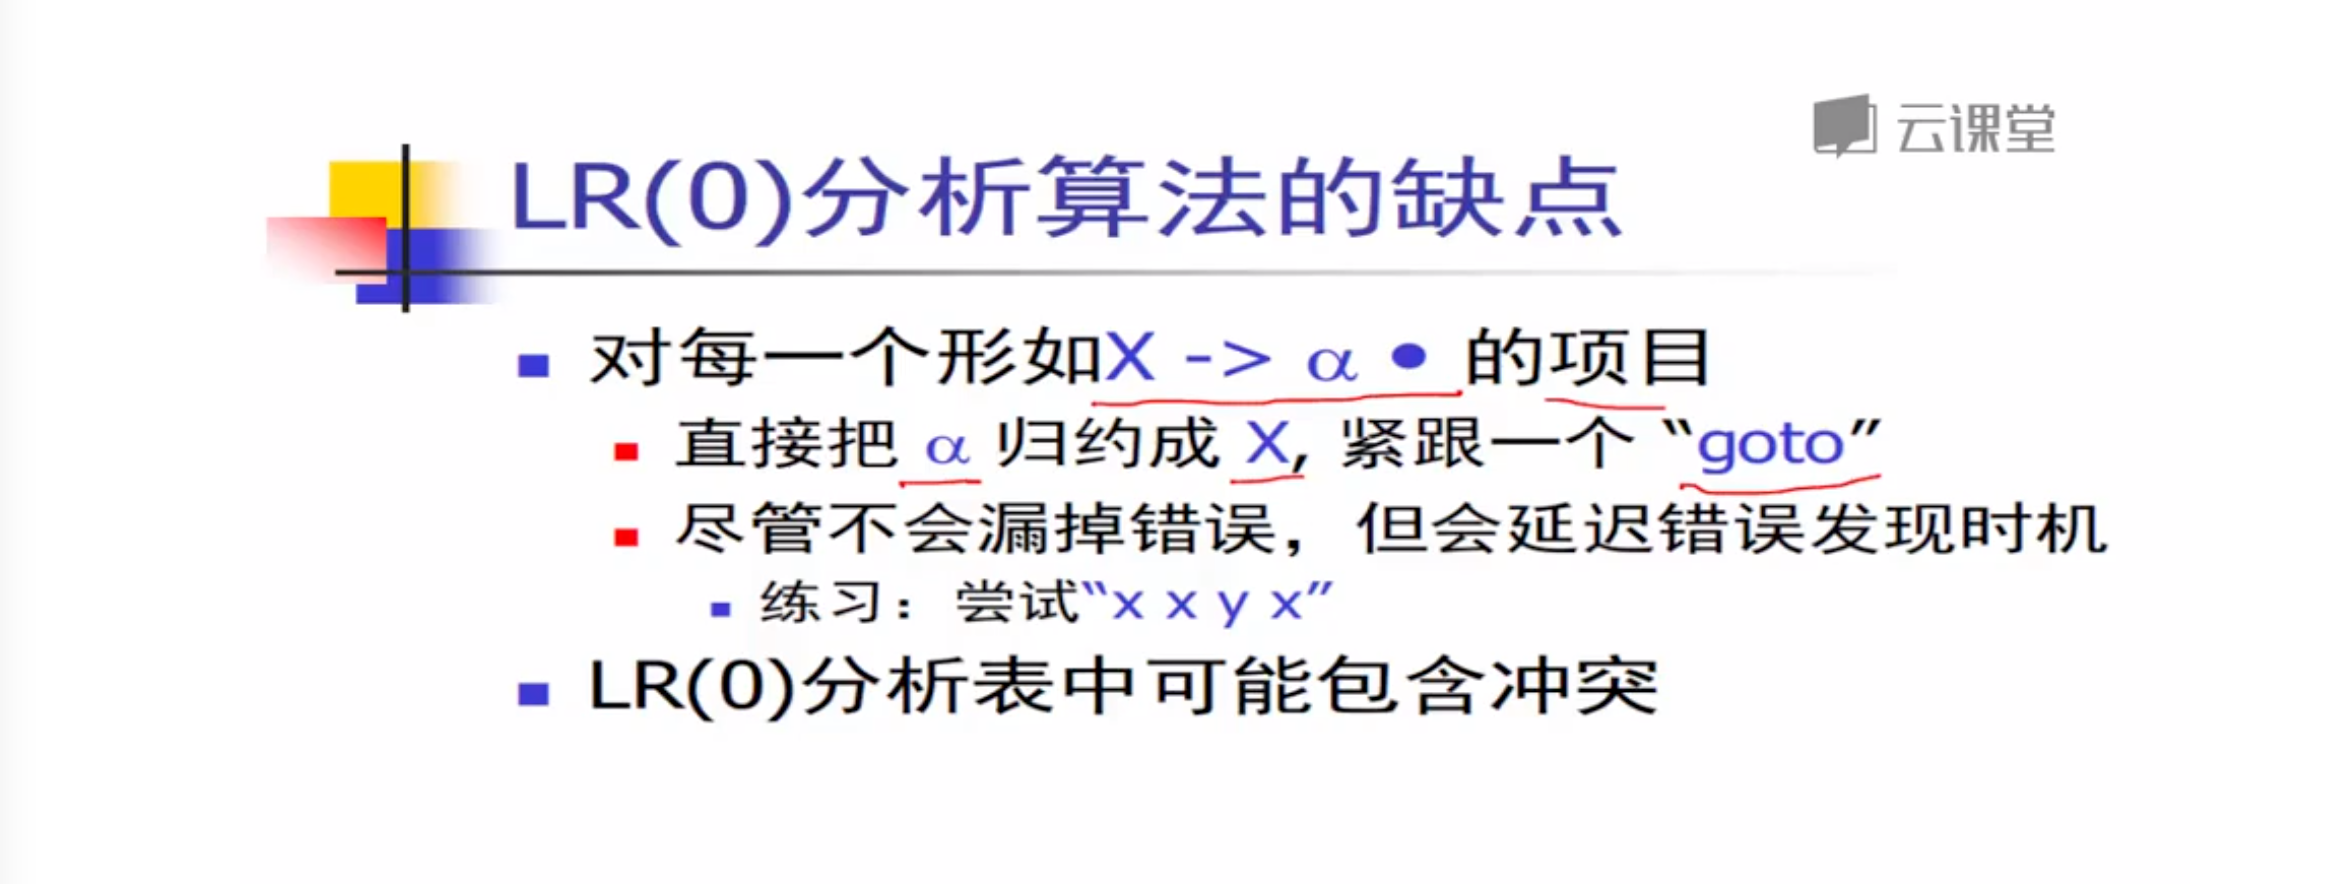 云课堂
LR(0)分析算法的缺点
对每一个形如X -> α • 的项目
直接把 α 归约成 X, 紧跟一个 “goto”
尽管不会漏掉错误，但会延迟错误发现时机
练习：尝试“x x y x”
LR(0)分析表中可能包含冲突